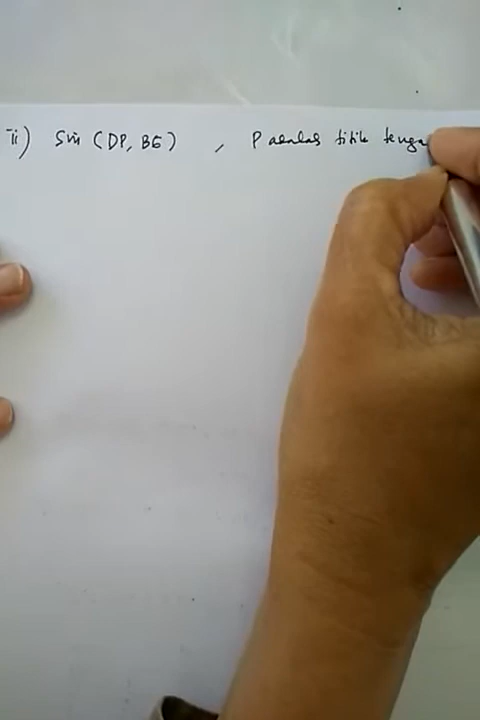 ii) Sin (DP, BG) , P adalah titik tenga